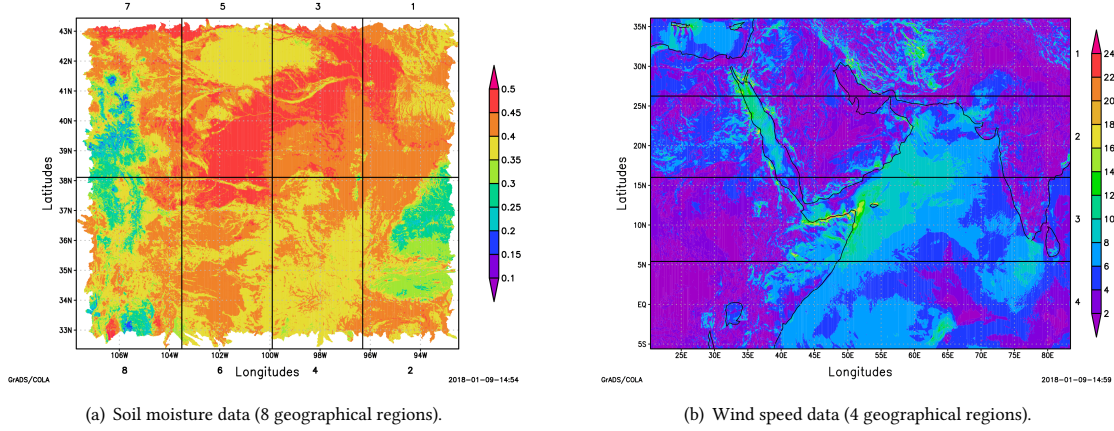 7 5 3 1
43N
42N
41N
40N
39N
38N
37N
36N
35N
34N
33N
Latitudes
106W 104W 102W 100W 98W 96W 94W
8 6 Longitudes 4 2
0.5
0.45
0.4
0.35
0.3
0.25
0.2
0.15
0.1
GrADS/COLA
2018-01-09-14:54
(a) Soil moisture data (8 geographical regions).
35N
30N
25N
20N
15N
10N
5N
EQ
5S
Latitudes
1
2
3
4
24
22
20
18
16
14
12
10
8
6
4
2
25E 30E 35E 40E 45E 50E 55E 60E 65E 70E 75E 80E
Longitudes
GrADS/COLA
2018-01-09-14:59
(b) Wind speed data (4 geographical regions).